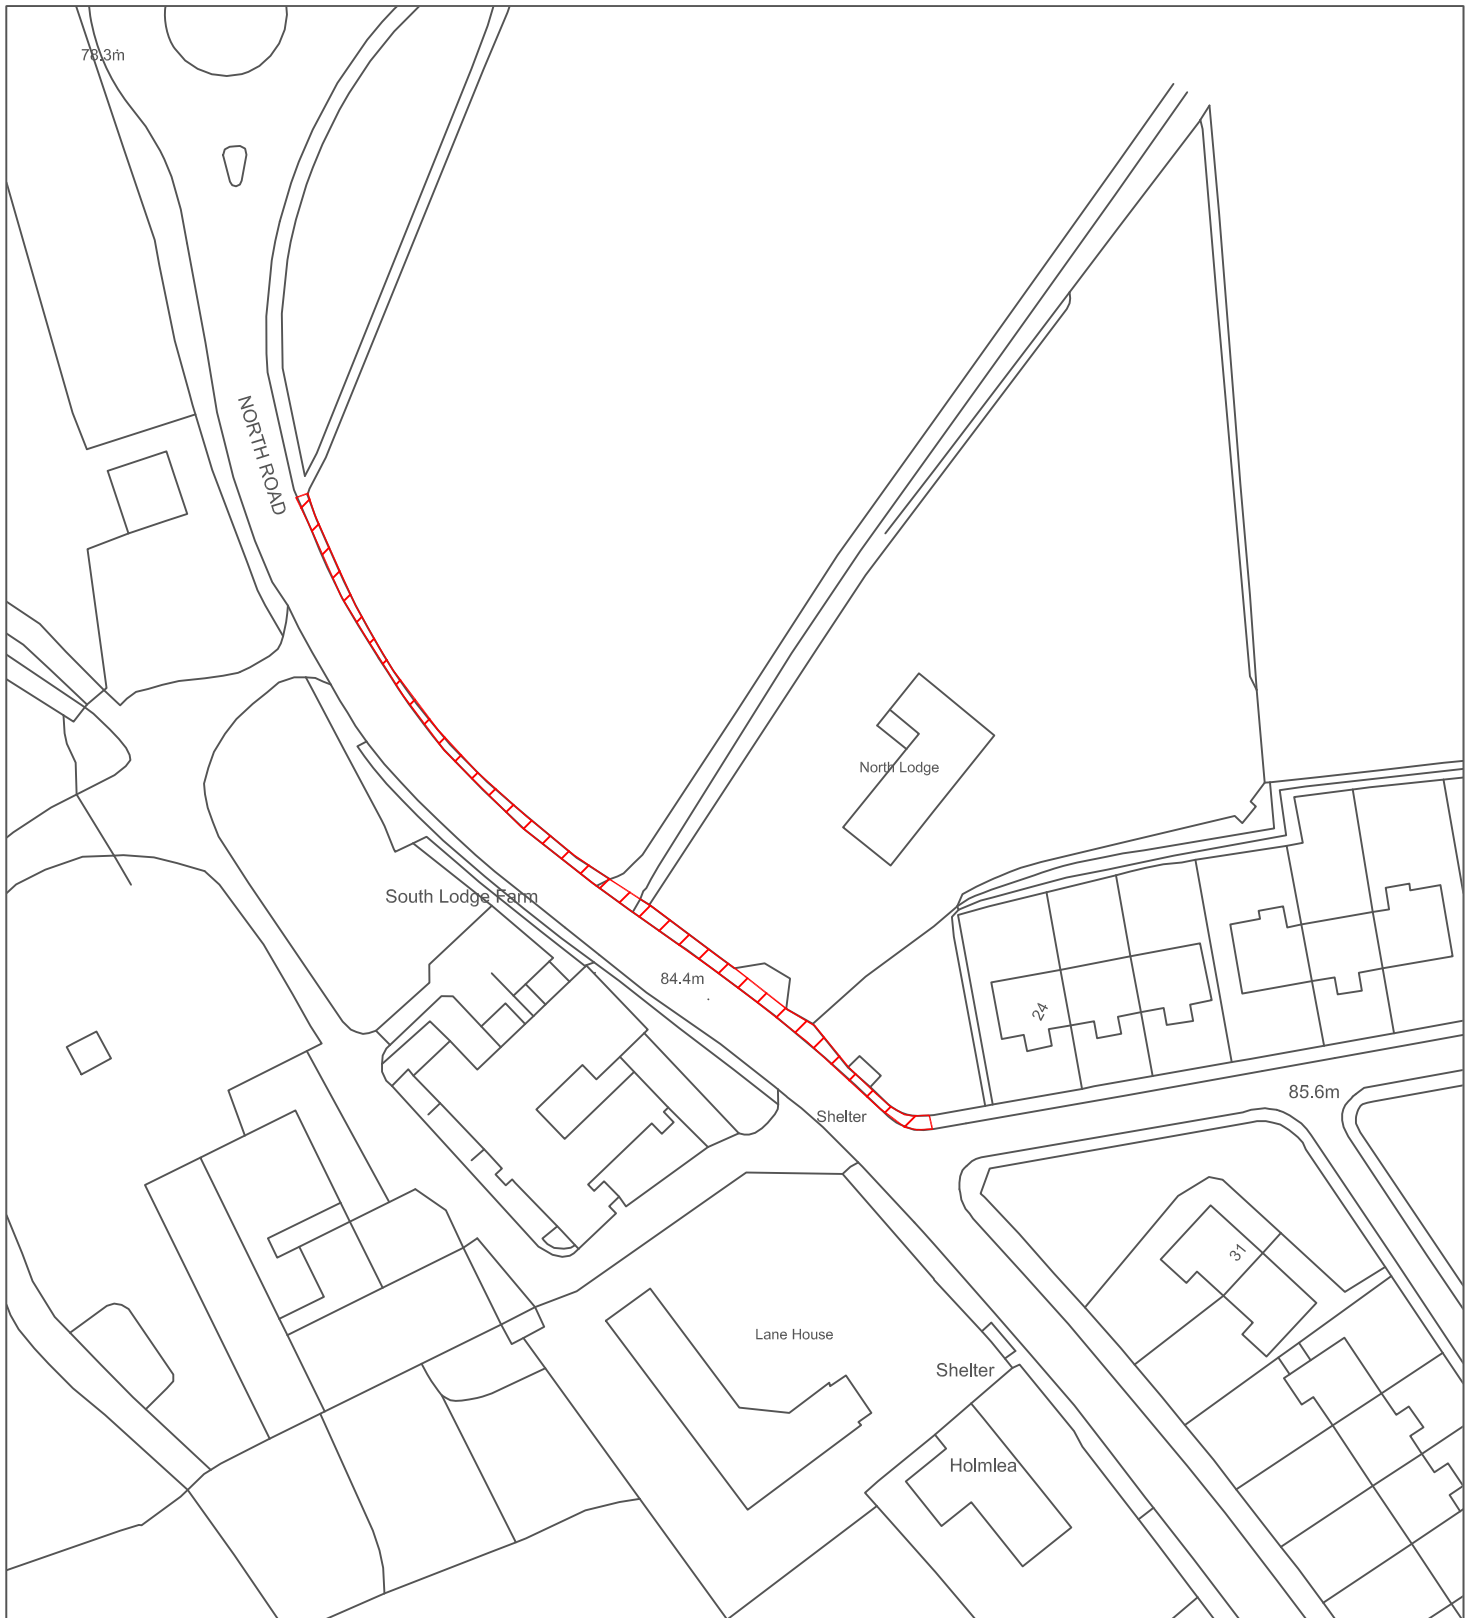 78.3m
NORTH ROAD
North Lodge
South Lodge Farm
84.4m
24
85.6m
Shelter
31
Lane House
Shelter
Holmlea